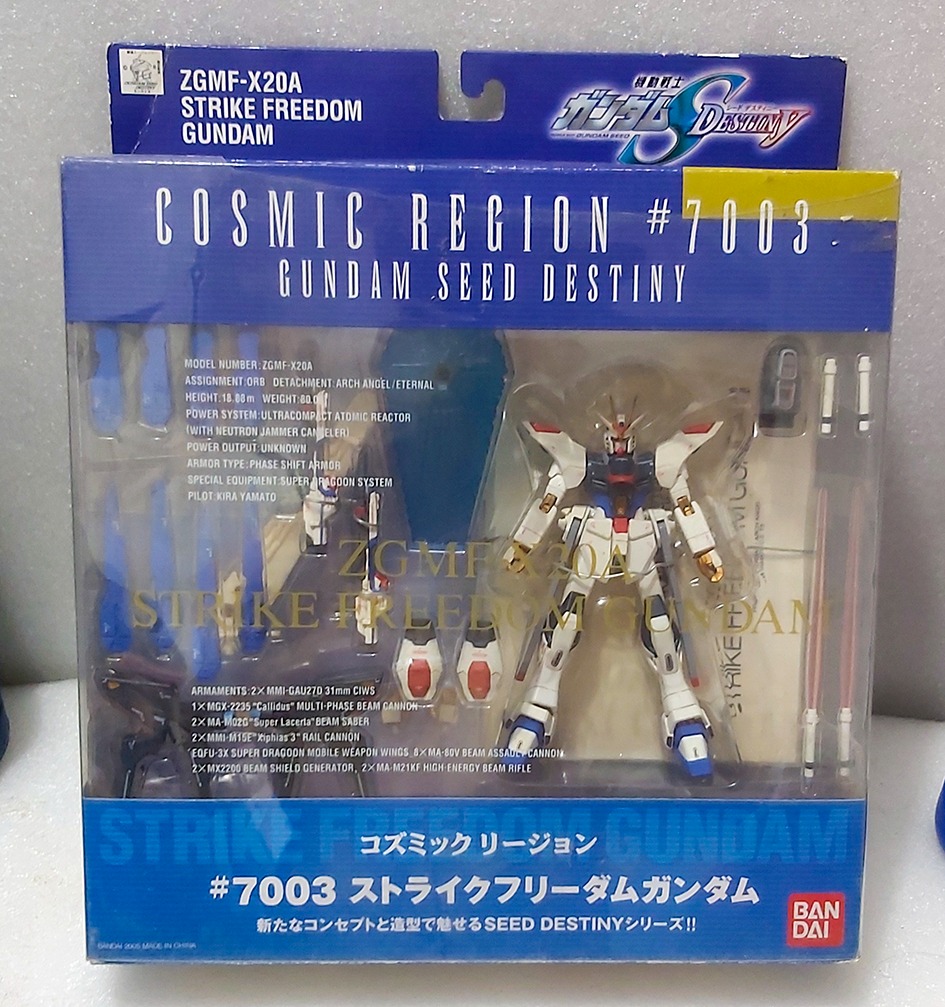 ZGMF-X20A
STRIKE FREEDOM
GUNDAM
機動戦士
ガンダム
SEED DESTINY
COSMIC REGION #7003
GUNDAM SEED DESTINY
MODEL NUMBER:ZGMF-X20A
ASSIGNMENT:ORB DETACHMENT:ARCH ANGEL/ETERNAL
HEIGHT:18.88m WEIGHT:80.0
POWER SYSTEM:ULTRACOMPACT ATOMIC REACTOR
(WITH NEUTRON JAMMER CANCELER)
POWER OUTPUT:UNKNOWN
ARMOR TYPE:PHASE SHIFT ARMOR
SPECIAL EQUIPMENT:SUPER DRAGOON SYSTEM
PILOT:KIRA YAMATO
ZGMF-X20A
STRIKE FREEDOM GUNDAM
ARMAMENTS:2×MMI-GAU27D 31mm CIWS
1×MGX-2235"Callidus" MULTI-PHASE BEAM CANNON
2×MA-M02G"Super Lacerta"BEAM SABER
2×MMI-M15E"Xiphias 3" RAIL CANNON
EQFU-3X SUPER DRAGOON MOBILE WEAPON WINGS, 8×MA-80V BEAM ASSAULT CANNON
2×MX2200 BEAM SHIELD GENERATOR, 2×MA-M21KF HIGH-ENERGY BEAM RIFLE
STRIKE FREEDOM GUNDAM
コズミック リージョン
#7003 ストライクフリーダムガンダム
新たなコンセプトと造型で魅せるSEED DESTINYシリーズ!!
BAN
DAI
BANDAI 2005 MADE IN CHINA